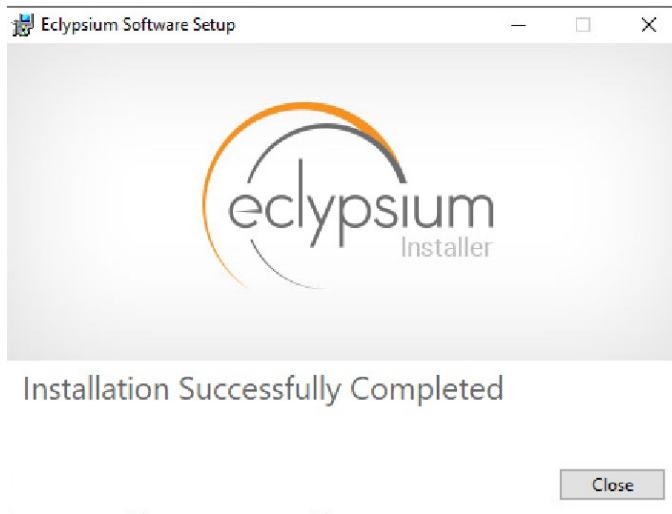 Eclypsium Software Setup
eclypsium
Installer
Installation Successfully Completed
Close